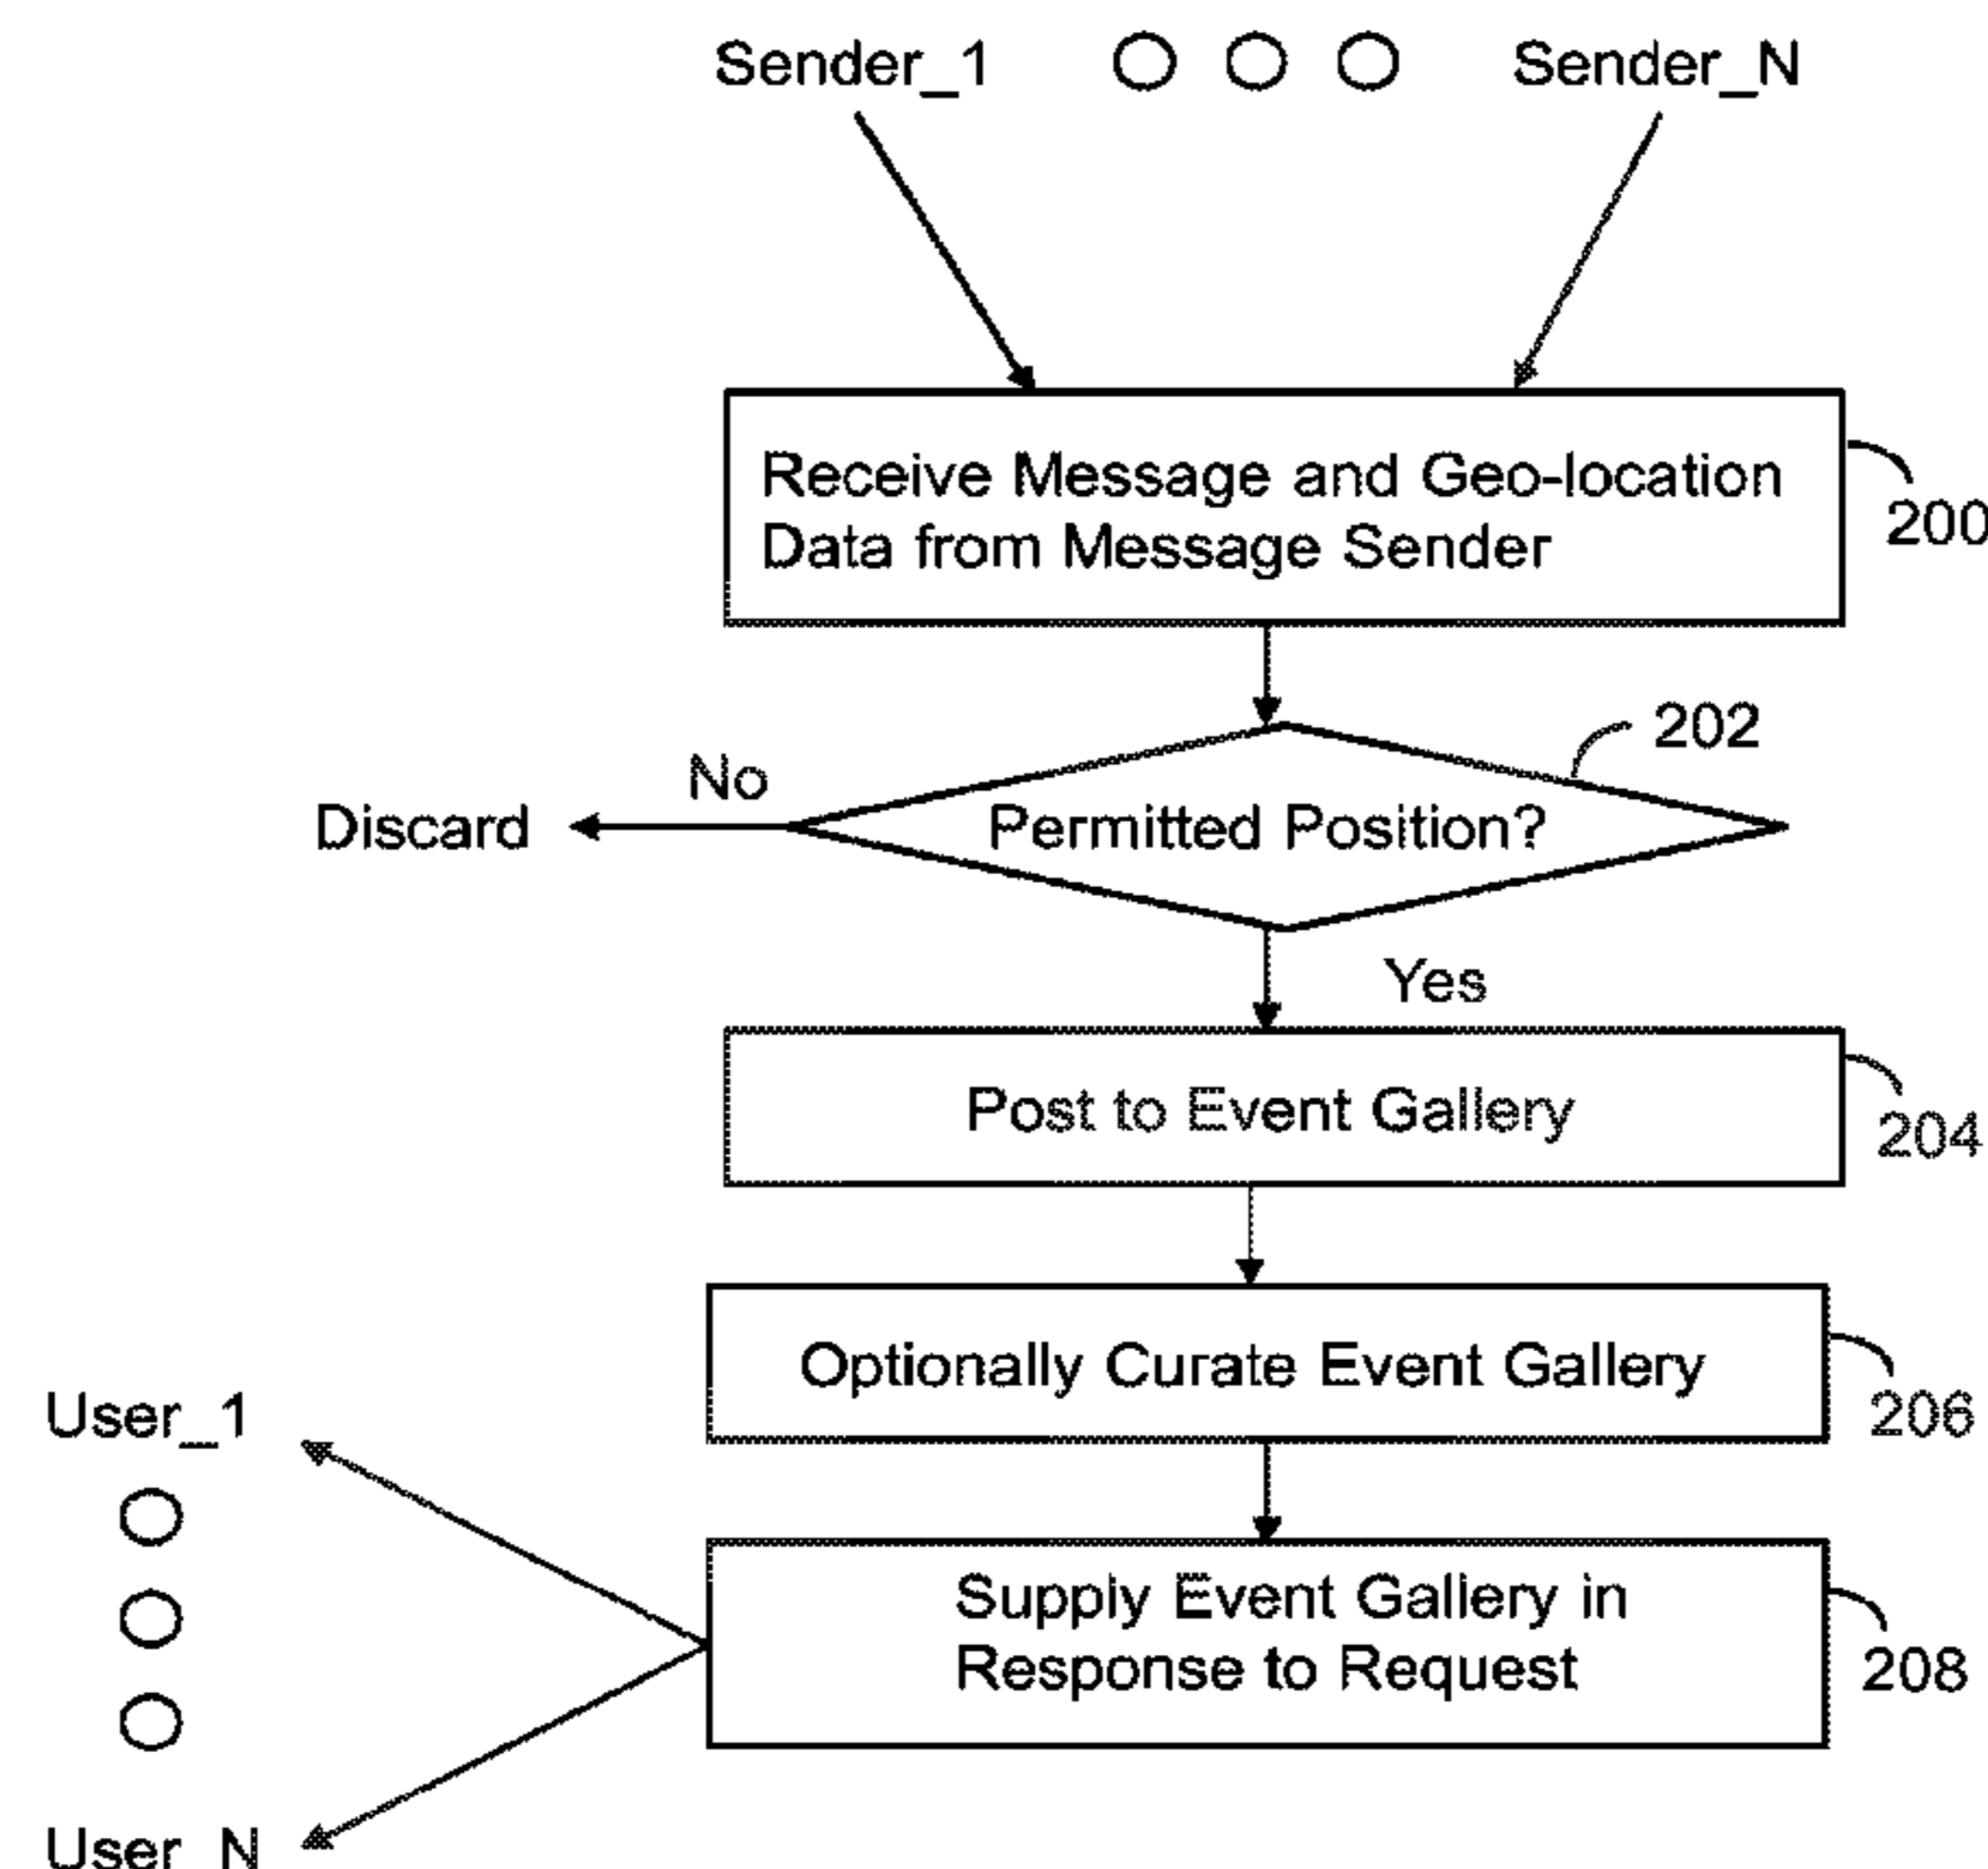 Sender_1 Sender_N
Receive Message and Geo-location
Data from Message Sender
200
202
No
Discard
Permitted Position?
Yes
Post to Event Gallery
204
Optionally Curate Event Gallery
206
User_1
Supply Event Gallery in
Response to Request
208
User_N